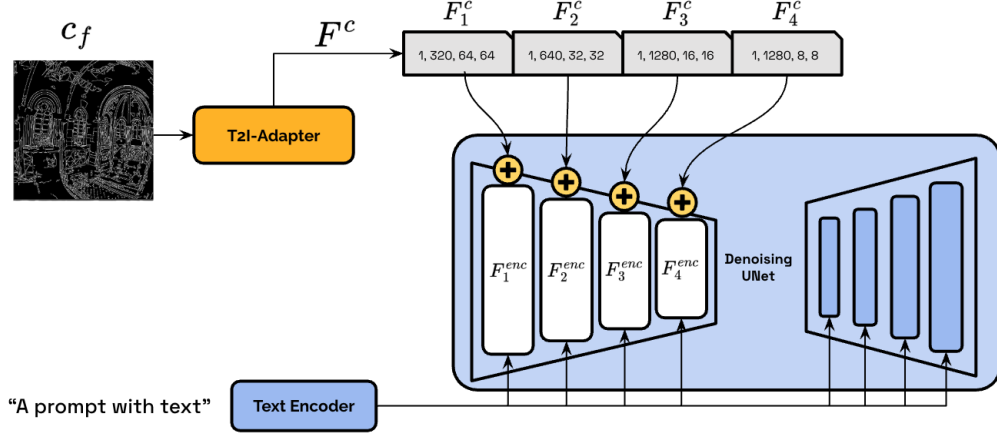 F_1^c F_2^c F_3^c F_4^c
c_f
F^c
1, 320, 64, 64 1, 640, 32, 32 1, 1280, 16, 16 1, 1280, 8, 8
T2I-Adapter
F_1^{enc} F_2^{enc} F_3^{enc} F_4^{enc}
Denoising
UNet
“A prompt with text” Text Encoder